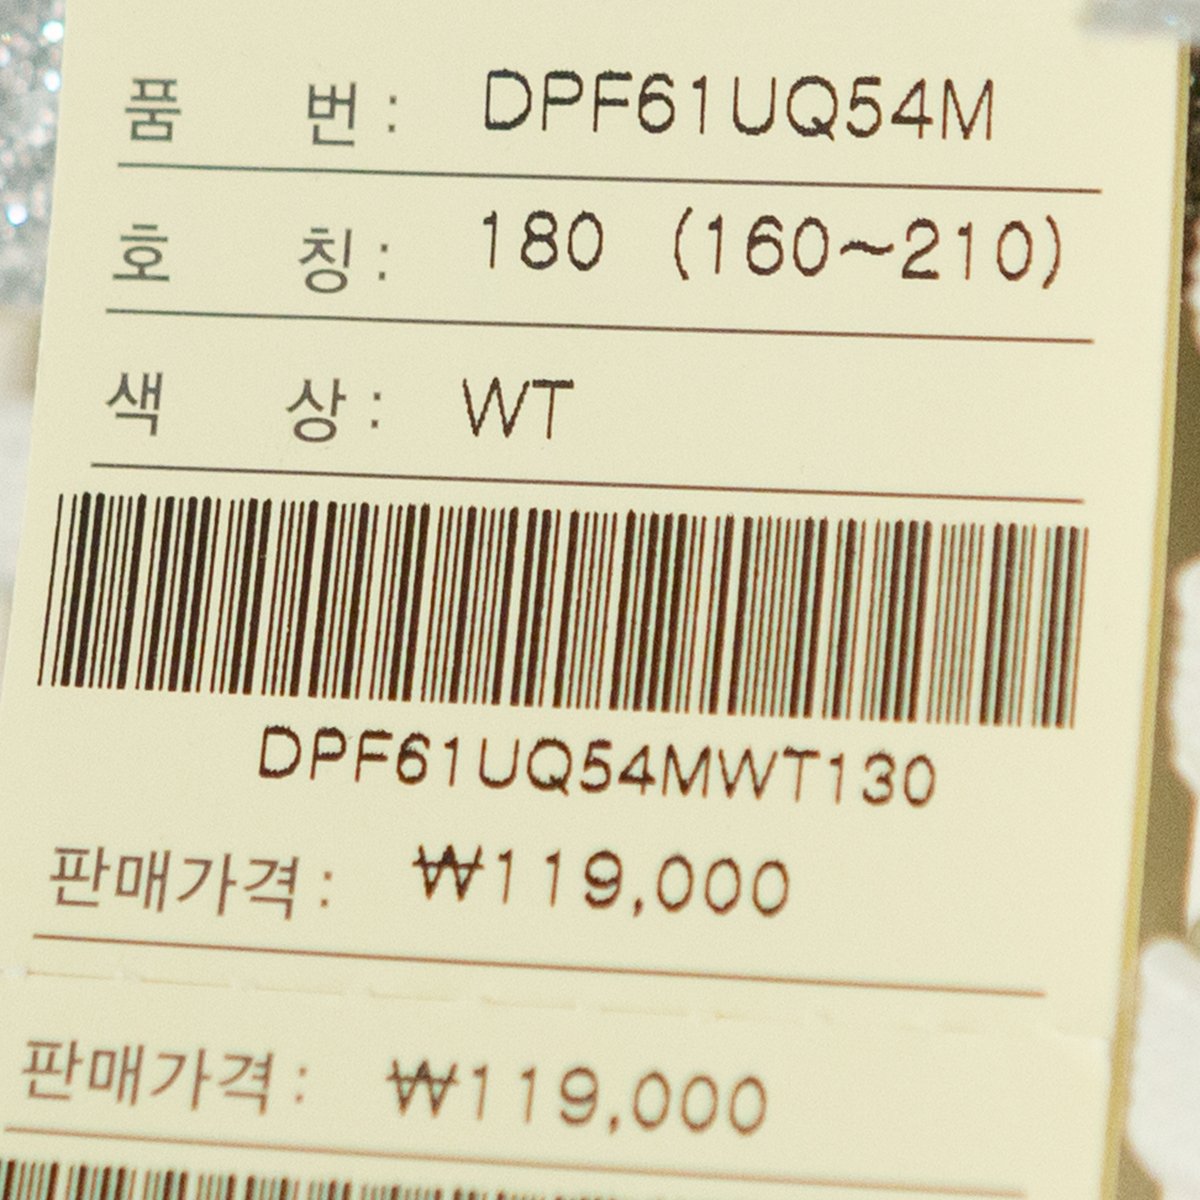 품 번 : DPF61UQ54M
호 칭 : 180 (160~210)
색 상 : WT
DPF61UQ54MWT130
판매가격 : ₩119,000
판매가격 : ₩119,000